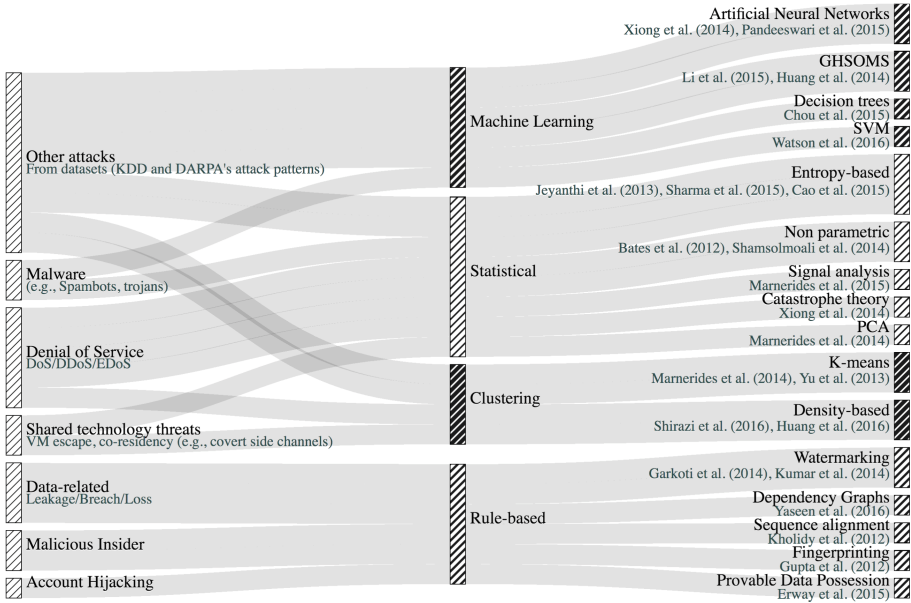 Other attacks
From datasets (KDD and DARPA's attack patterns)
Malware
(e.g., Spambots, trojans)
Denial of Service
DoS/DDoS/EDoS
Shared technology threats
VM escape, co-residency (e.g., covert side channels)
Data-related
Leakage/Breach/Loss
Malicious Insider
Account Hijacking
Machine Learning
Statistical
Clustering
Rule-based
Artificial Neural Networks
Xiong et al. (2014), Pandeeswari et al. (2015)
GHSOMS
Li et al. (2015), Huang et al. (2014)
Decision trees
Chou et al. (2015)
SVM
Watson et al. (2016)
Entropy-based
Jeyanthi et al. (2013), Sharma et al. (2015), Cao et al. (2015)
Non parametric
Bates et al. (2012), Shamsolmoali et al. (2014)
Signal analysis
Marnerides et al. (2015)
Catastrophe theory
Xiong et al. (2014)
PCA
Marnerides et al. (2014)
K-means
Marnerides et al. (2014), Yu et al. (2013)
Density-based
Shirazi et al. (2016), Huang et al. (2016)
Watermarking
Garkoti et al. (2014), Kumar et al. (2014)
Dependency Graphs
Yaseen et al. (2016)
Sequence alignment
Kholidy et al. (2012)
Fingerprinting
Gupta et al. (2012)
Provable Data Possession
Erway et al. (2015)